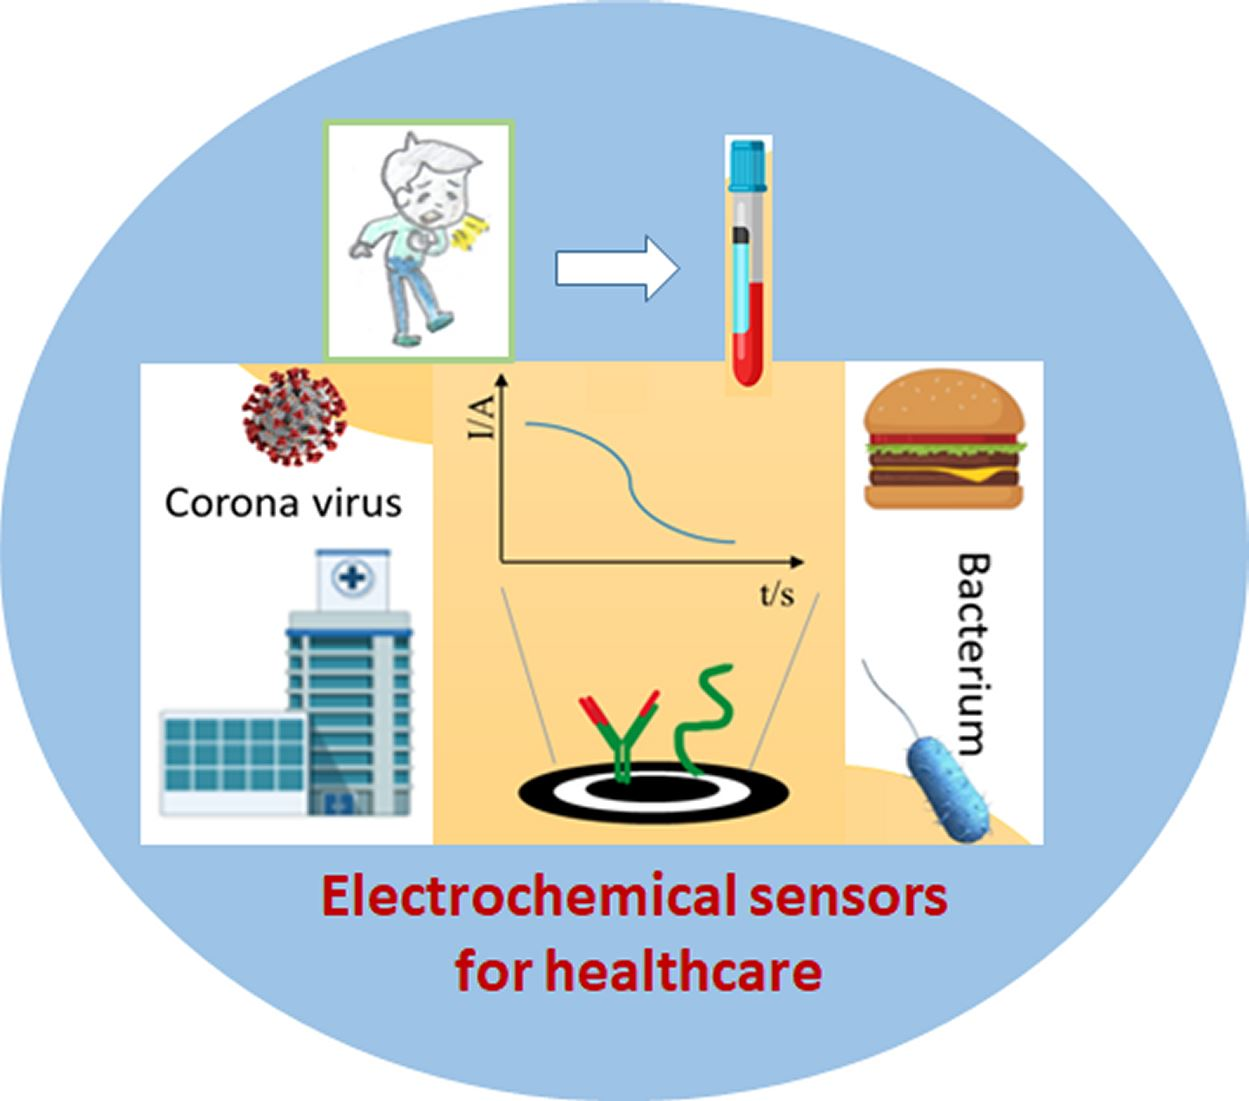 I/A
Corona virus
t/s
Bacterium
Electrochemical sensors
for healthcare